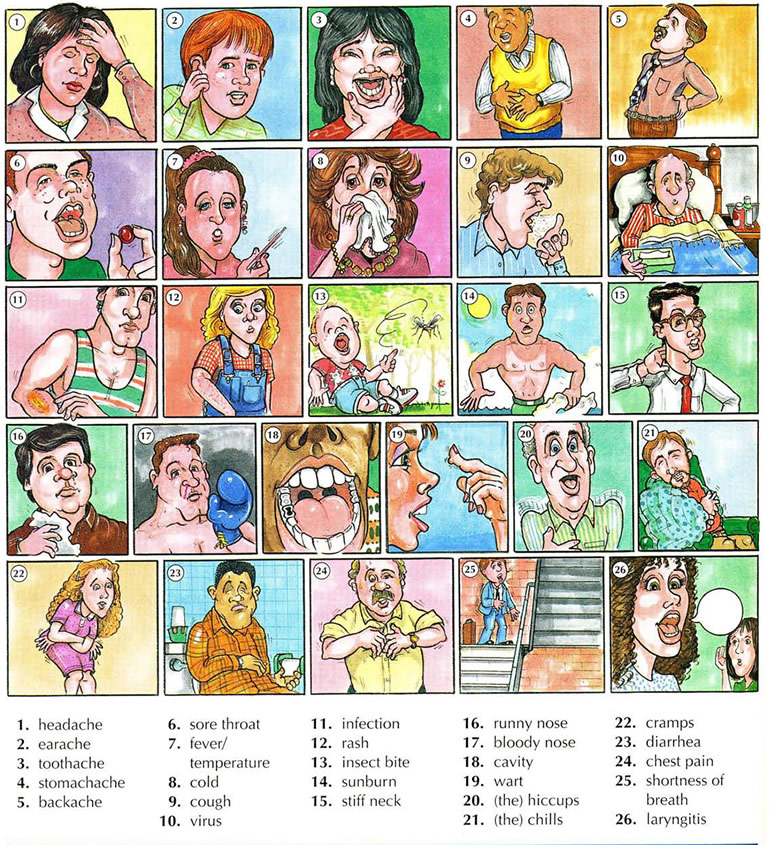 1
2
3
4
5
6
7
8
9
10
11
12
13
14
15
16
17
18
19
20
21
22
23
24
25
26
1. headache
2. earache
3. toothache
4. stomachache
5. backache
6. sore throat
7. fever/
temperature
8. cold
9. cough
10. virus
11. infection
12. rash
13. insect bite
14. sunburn
15. stiff neck
16. runny nose
17. bloody nose
18. cavity
19. wart
20. (the) hiccups
21. (the) chills
22. cramps
23. diarrhea
24. chest pain
25. shortness of
breath
26. laryngitis